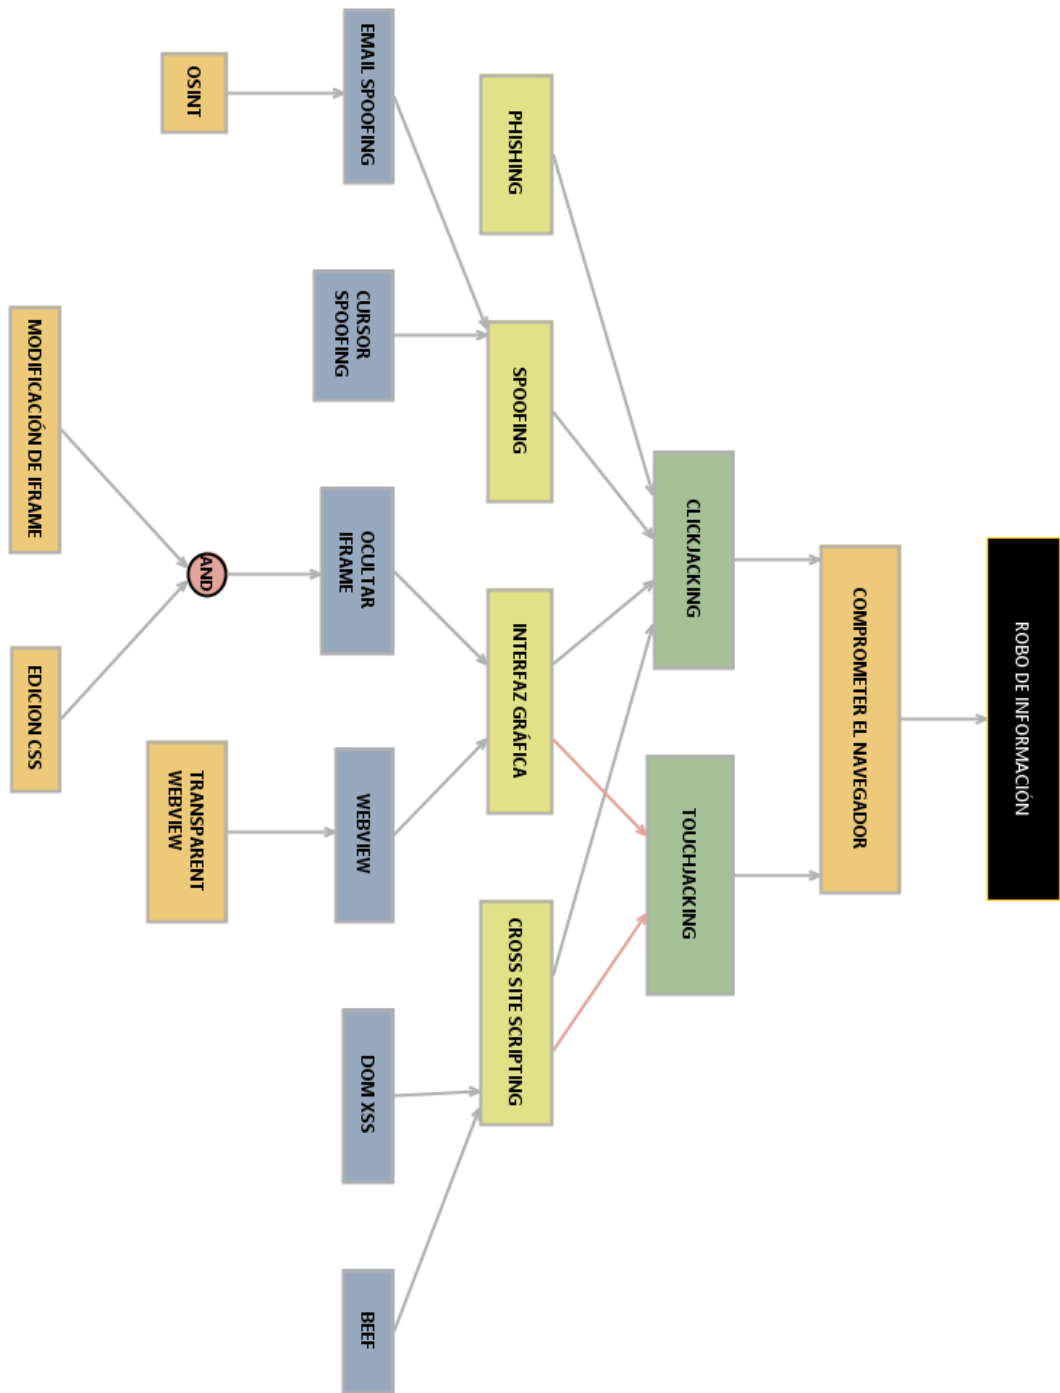 ROBO DE INFORMACIÓN
COMPROMETER EL NAVEGADOR
CLICKJACKING
TOUCHJACKING
PHISHING
SPOOFING
INTERFAZ GRÁFICA
CROSS SITE SCRIPTING
EMAIL SPOOFING
CURSOR
SPOOFING
OCULTAR
IFRAME
WEBVIEW
DOM XSS
BEEF
OSINT
AND
TRANSPARENT
WEBVIEW
MODIFICACIÓN DE IFRAME
EDICION CSS